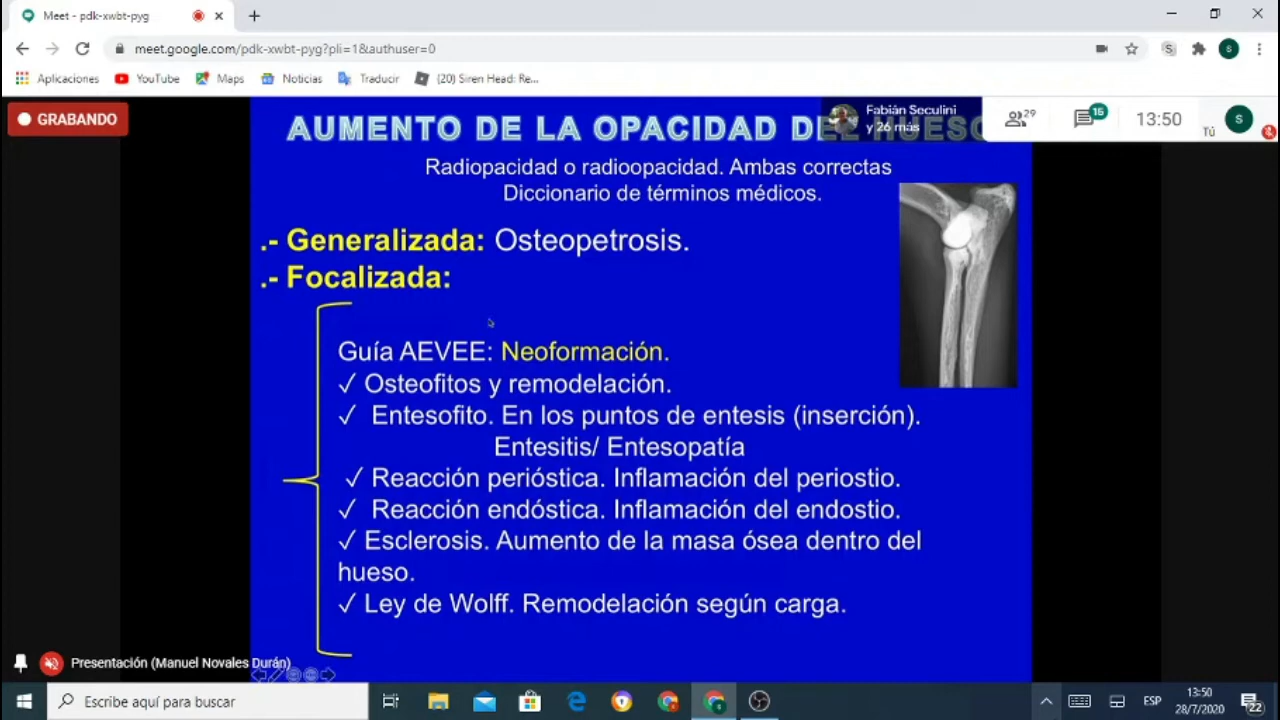 Meet - pdk-xwbt-pyg
meet.google.com/pdk-xwbt-pyg?pli=1&authuser=0
S
Aplicaciones
YouTube
Maps
Noticias
Traducir
(20) Siren Head: Re...
GRABANDO
Fabián Seculini
y 26 más
29
15
13:50
Tú
S
AUMENTO DE LA OPACIDAD DEL HUESO
Radiopacidad o radioopacidad. Ambas correctas
Diccionario de términos médicos.
.- Generalizada: Osteopetrosis.
.- Focalizada:
Guía AEVEE: Neoformación.
✓ Osteofitos y remodelación.
✓ Entesofito. En los puntos de entesis (inserción).
Entesitis/ Entesopatía
✓ Reacción perióstica. Inflamación del periostio.
✓ Reacción endóstica. Inflamación del endostio.
✓ Esclerosis. Aumento de la masa ósea dentro del
hueso.
✓ Ley de Wolff. Remodelación según carga.
Presentación (Manuel Novales Durán)
Escribe aquí para buscar
ESP
13:50
28/7/2020
22